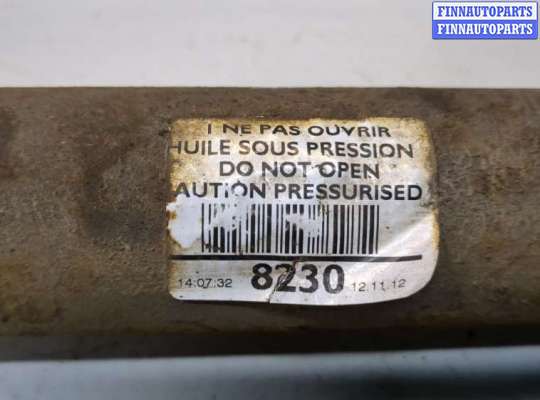 FINNAUTOPARTS
FINNAUTOPARTS
NE PAS OUVRIR
HUILE SOUS PRESSION
DO NOT OPEN
AUTION PRESSURISED
14:07:32 8230 12.11.12